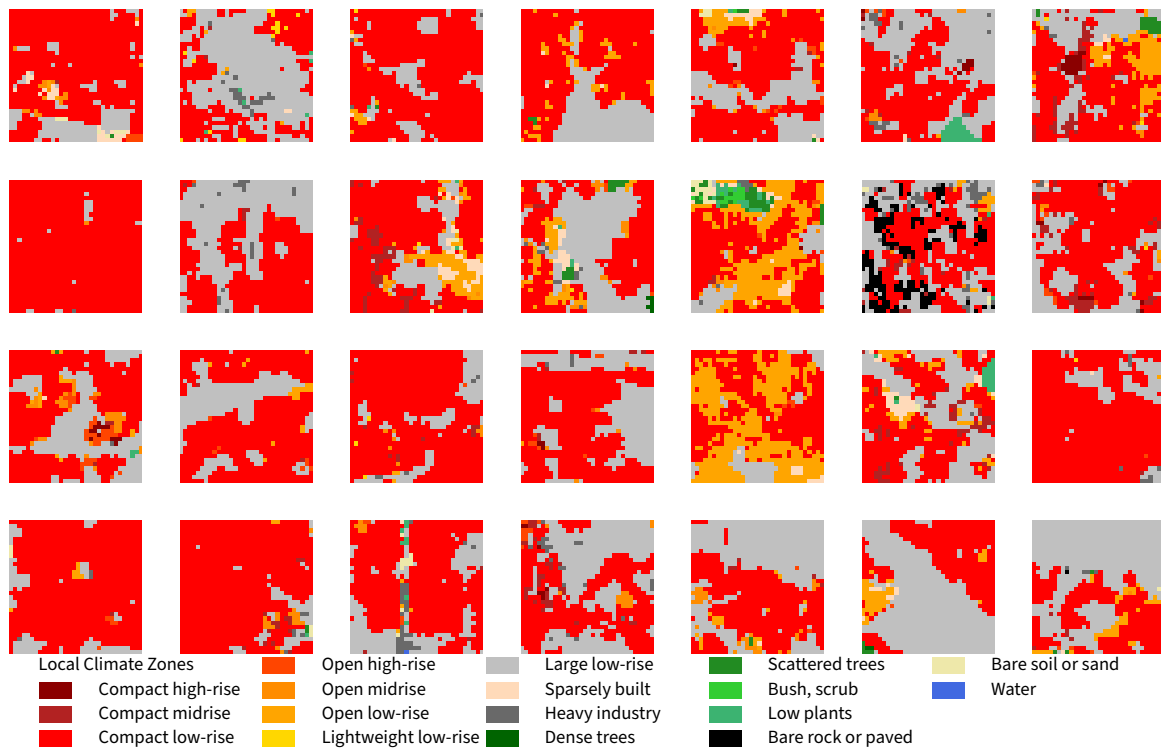 Local Climate Zones
Compact high-rise
Compact midrise
Compact low-rise
Open high-rise
Open midrise
Open low-rise
Lightweight low-rise
Large low-rise
Sparsely built
Heavy industry
Dense trees
Scattered trees
Bush, scrub
Low plants
Bare rock or paved
Bare soil or sand
Water